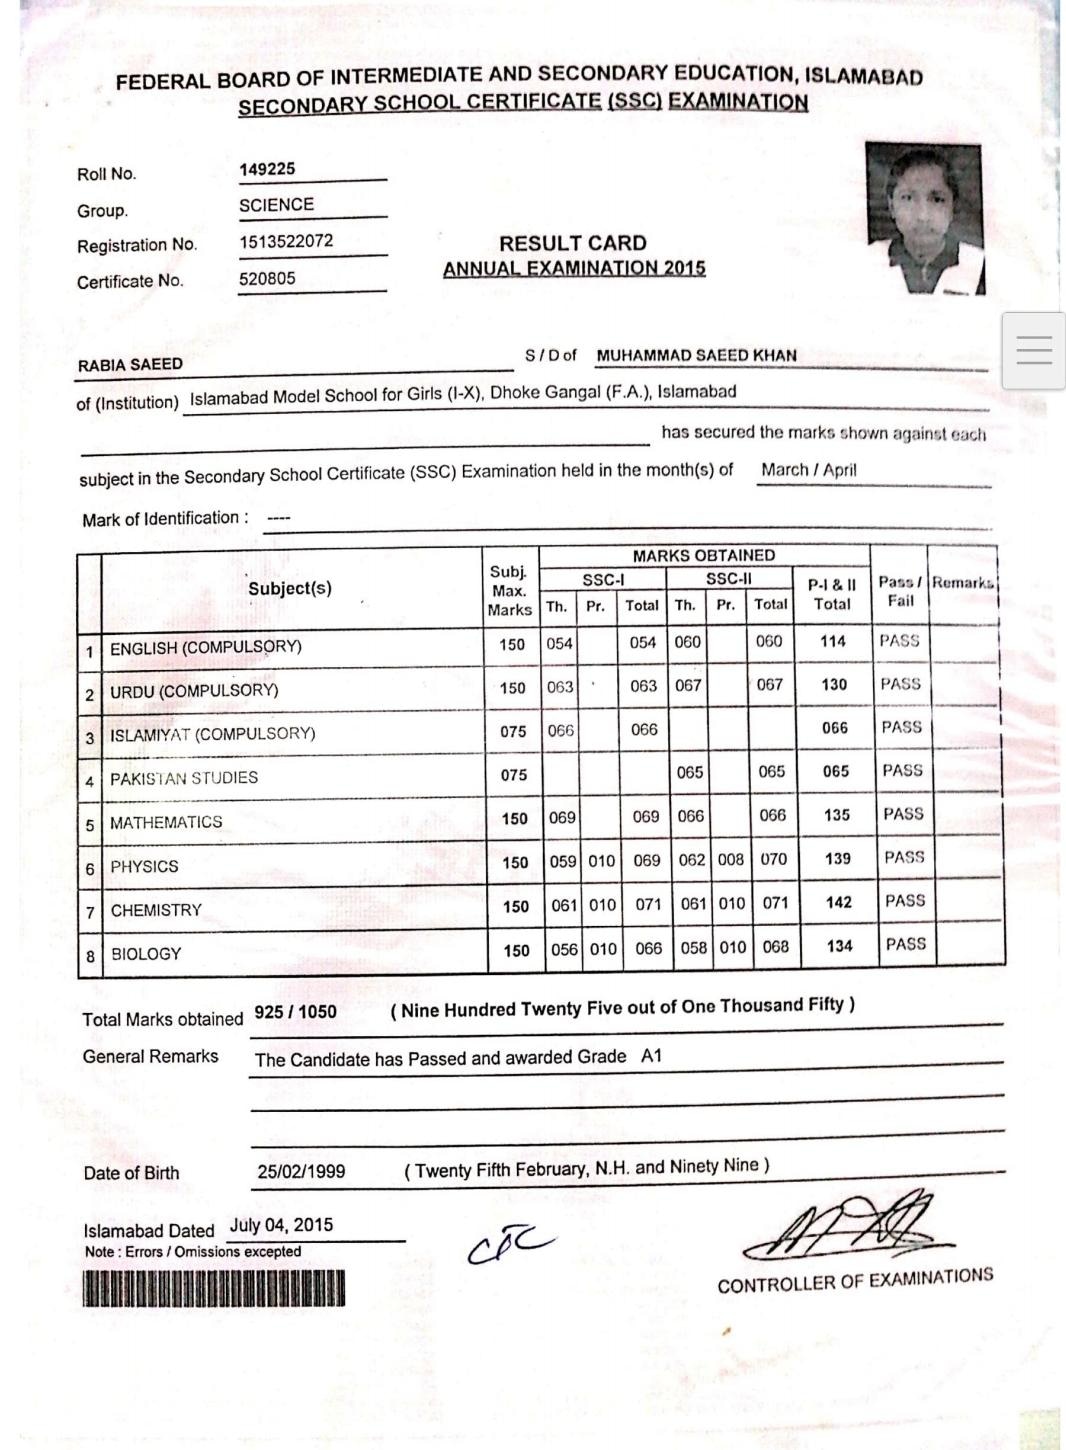 FEDERAL BOARD OF INTERMEDIATE AND SECONDARY EDUCATION, ISLAMABAD
SECONDARY SCHOOL CERTIFICATE (SSC) EXAMINATION
Roll No. 149225
Group. SCIENCE
Registration No. 1513522072
Certificate No. 520805
RESULT CARD
ANNUAL EXAMINATION 2015
RABIA SAEED S / D of MUHAMMAD SAEED KHAN
of (Institution) Islamabad Model School for Girls (I-X), Dhoke Gangal (F.A.), Islamabad
has secured the marks shown against each
subject in the Secondary School Certificate (SSC) Examination held in the month(s) of March / April
Mark of Identification : ----
Subject(s) Subj. Max. Marks MARKS OBTAINED Pass / Fail Remarks
SSC-I SSC-II P-I & II Total
Th. Pr. Total Th. Pr. Total
1 ENGLISH (COMPULSORY) 150 054 054 060 060 114 PASS
2 URDU (COMPULSORY) 150 063 063 067 067 130 PASS
3 ISLAMIYAT (COMPULSORY) 075 066 066 066 PASS
4 PAKISTAN STUDIES 075 065 065 065 PASS
5 MATHEMATICS 150 069 069 066 066 135 PASS
6 PHYSICS 150 059 010 069 062 008 070 139 PASS
7 CHEMISTRY 150 061 010 071 061 010 071 142 PASS
8 BIOLOGY 150 056 010 066 058 010 068 134 PASS
Total Marks obtained 925 / 1050 ( Nine Hundred Twenty Five out of One Thousand Fifty )
General Remarks The Candidate has Passed and awarded Grade A1
Date of Birth 25/02/1999 ( Twenty Fifth February, N.H. and Ninety Nine )
Islamabad Dated July 04, 2015
Note : Errors / Omissions excepted
CONTROLLER OF EXAMINATIONS